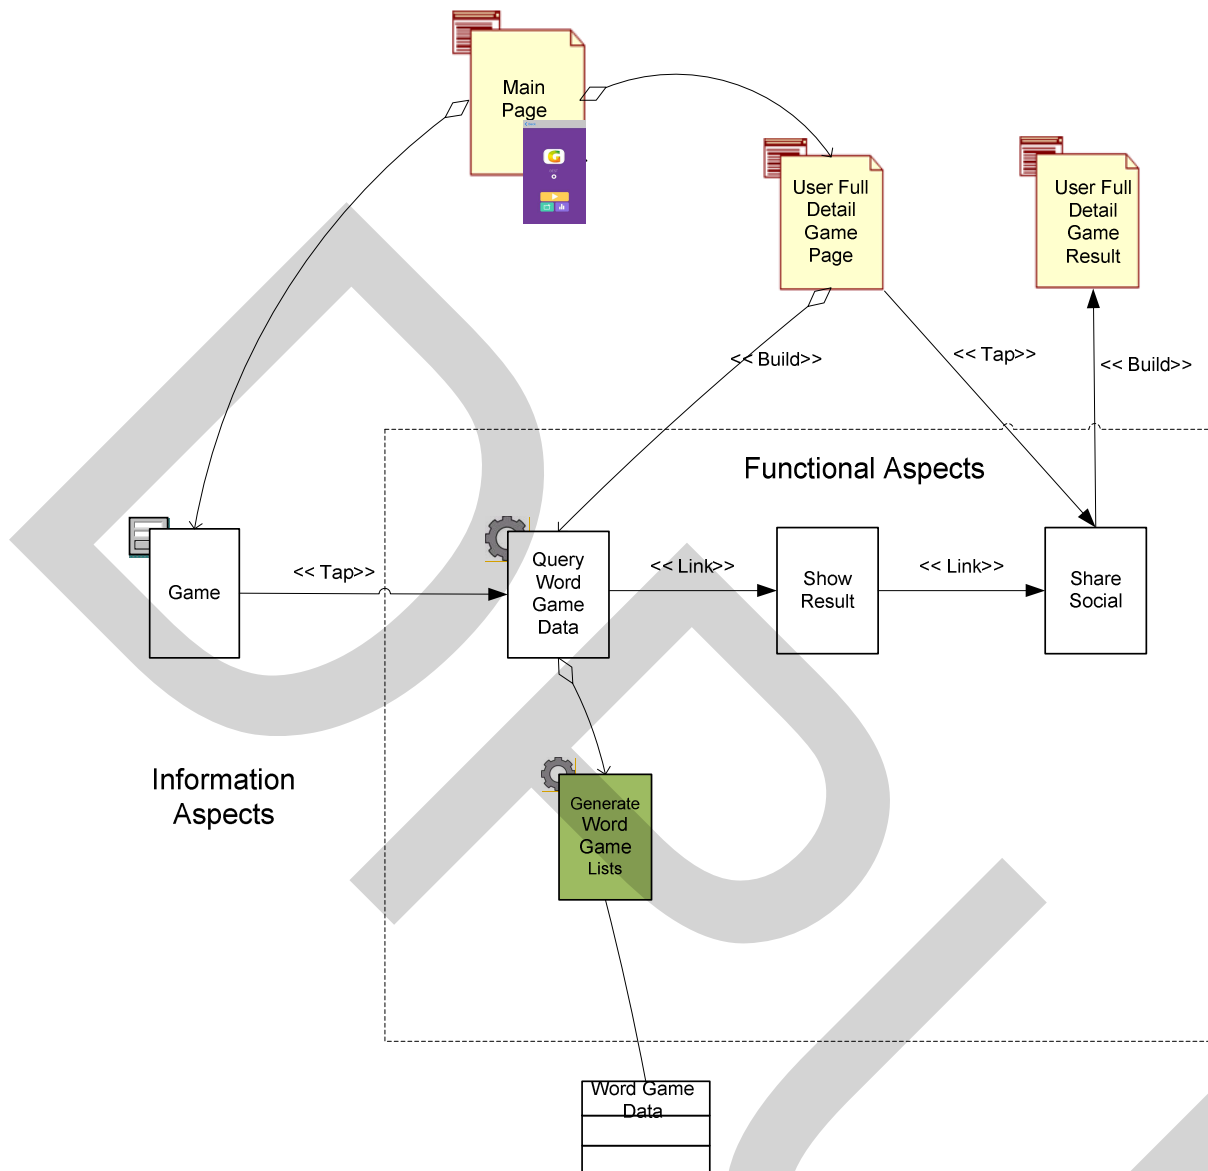 Main
Page
User Full
Detail
Game
Page
User Full
Detail
Game
Result
<< Build>>
<< Tap>>
<< Build>>
Functional Aspects
Game
<< Tap>>
Query
Word
Game
Data
<< Link>>
Show
Result
<< Link>>
Share
Social
Information
Aspects
Generate
Word
Game
Lists
Word Game
Data